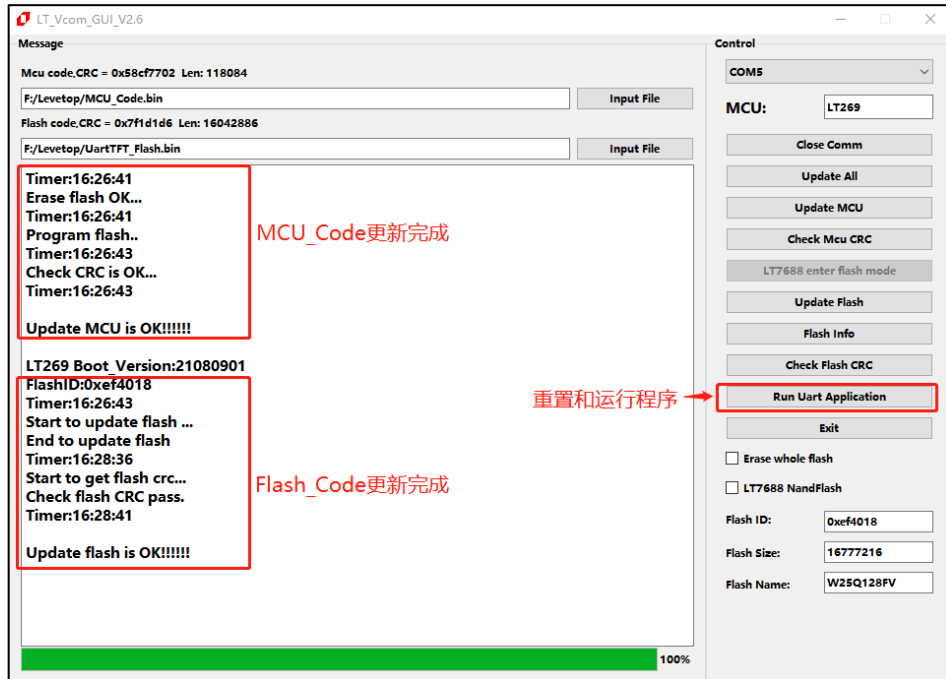 LT_Vcom_GUI_V2.6
Message
Mcu code,CRC = 0x58cf7702 Len: 118084
F:/Levetop/MCU_Code.bin
Input File
Flash code,CRC = 0x7f1d1d6 Len: 16042886
F:/Levetop/UartTFT_Flash.bin
Input File
Timer:16:26:41
Erase flash OK...
Timer:16:26:41
Program flash..
Timer:16:26:43
Check CRC is OK...
Timer:16:26:43
Update MCU is OK!!!!!!
MCU_Code更新完成
LT269 Boot_Version:21080901
FlashID:0xef4018
Timer:16:26:43
Start to update flash ...
End to update flash
Timer:16:28:36
Start to get flash crc...
Check flash CRC pass.
Timer:16:28:41
Update flash is OK!!!!!!
Flash_Code更新完成
100%
Control
COM5
MCU:
LT269
Close Comm
Update All
Update MCU
Check Mcu CRC
LT7688 enter flash mode
Update Flash
Flash Info
Check Flash CRC
重置和运行程序
Run Uart Application
Exit
Erase whole flash
LT7688 NandFlash
Flash ID:
0xef4018
Flash Size:
16777216
Flash Name:
W25Q128FV